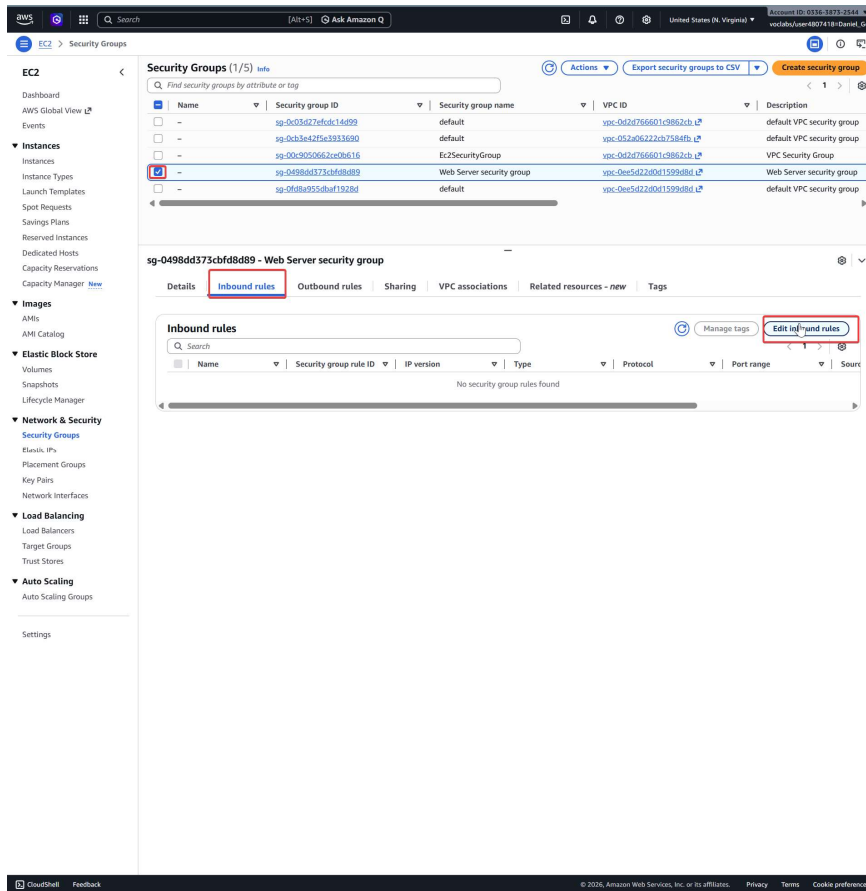 aws
Search
[Alt+S]
Ask Amazon Q
United States (N. Virginia)
Account ID: 0336-3873-2544
voclabs/user4807418=Daniel_G
EC2 > Security Groups
EC2
Dashboard
AWS Global View
Events
Instances
Instances
Instance Types
Launch Templates
Spot Requests
Savings Plans
Reserved Instances
Dedicated Hosts
Capacity Reservations
Capacity Manager New
Images
AMIs
AMI Catalog
Elastic Block Store
Volumes
Snapshots
Lifecycle Manager
Network & Security
Security Groups
Elastic IPs
Placement Groups
Key Pairs
Network Interfaces
Load Balancing
Load Balancers
Target Groups
Trust Stores
Auto Scaling
Auto Scaling Groups
Settings
Security Groups (1/5) Info
Actions
Export security groups to CSV
Create security group
Find security groups by attribute or tag
1
Name Security group ID Security group name VPC ID Description
– sg-0c03d27efcdc14d99 default vpc-0d2d766601c9862cb default VPC security group
– sg-0cb3e42f5e3933690 default vpc-052a06222cb7584fb default VPC security group
– sg-00c9050662ce0b616 Ec2SecurityGroup vpc-0d2d766601c9862cb VPC Security Group
– sg-0498dd373cbfd8d89 Web Server security group vpc-0ee5d22d0d1599d8d Web Server security group
– sg-0fd8a955dbaf1928d default vpc-0ee5d22d0d1599d8d default VPC security group
sg-0498dd373cbfd8d89 - Web Server security group
Details Inbound rules Outbound rules Sharing VPC associations Related resources - new Tags
Inbound rules
Manage tags
Edit inbound rules
Search
1
Name Security group rule ID IP version Type Protocol Port range Sourc
No security group rules found
CloudShell Feedback
© 2026, Amazon Web Services, Inc. or its affiliates. Privacy Terms Cookie preference